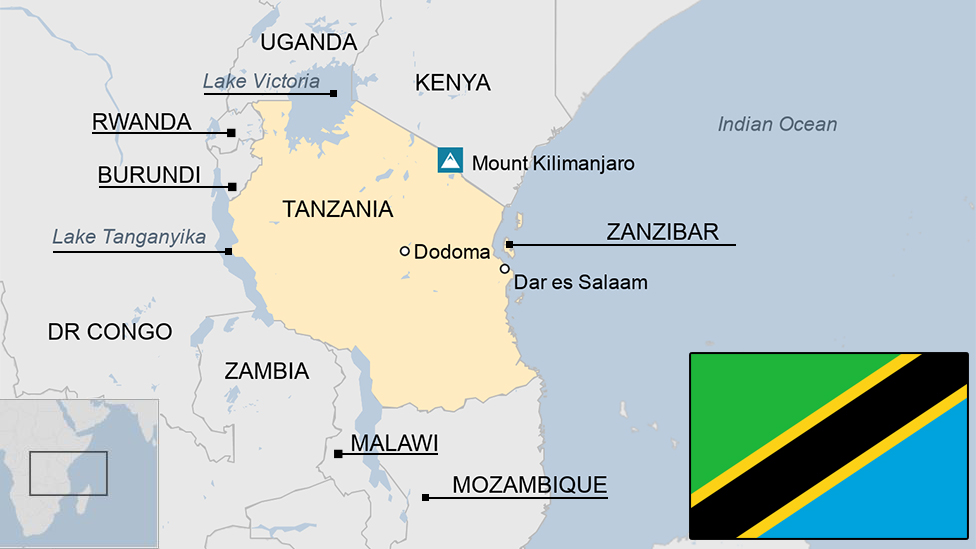 UGANDA
Lake Victoria
KENYA
RWANDA
Indian Ocean
Mount Kilimanjaro
BURUNDI
TANZANIA
Lake Tanganyika
ZANZIBAR
Dodoma
Dar es Salaam
DR CONGO
ZAMBIA
MALAWI
MOZAMBIQUE